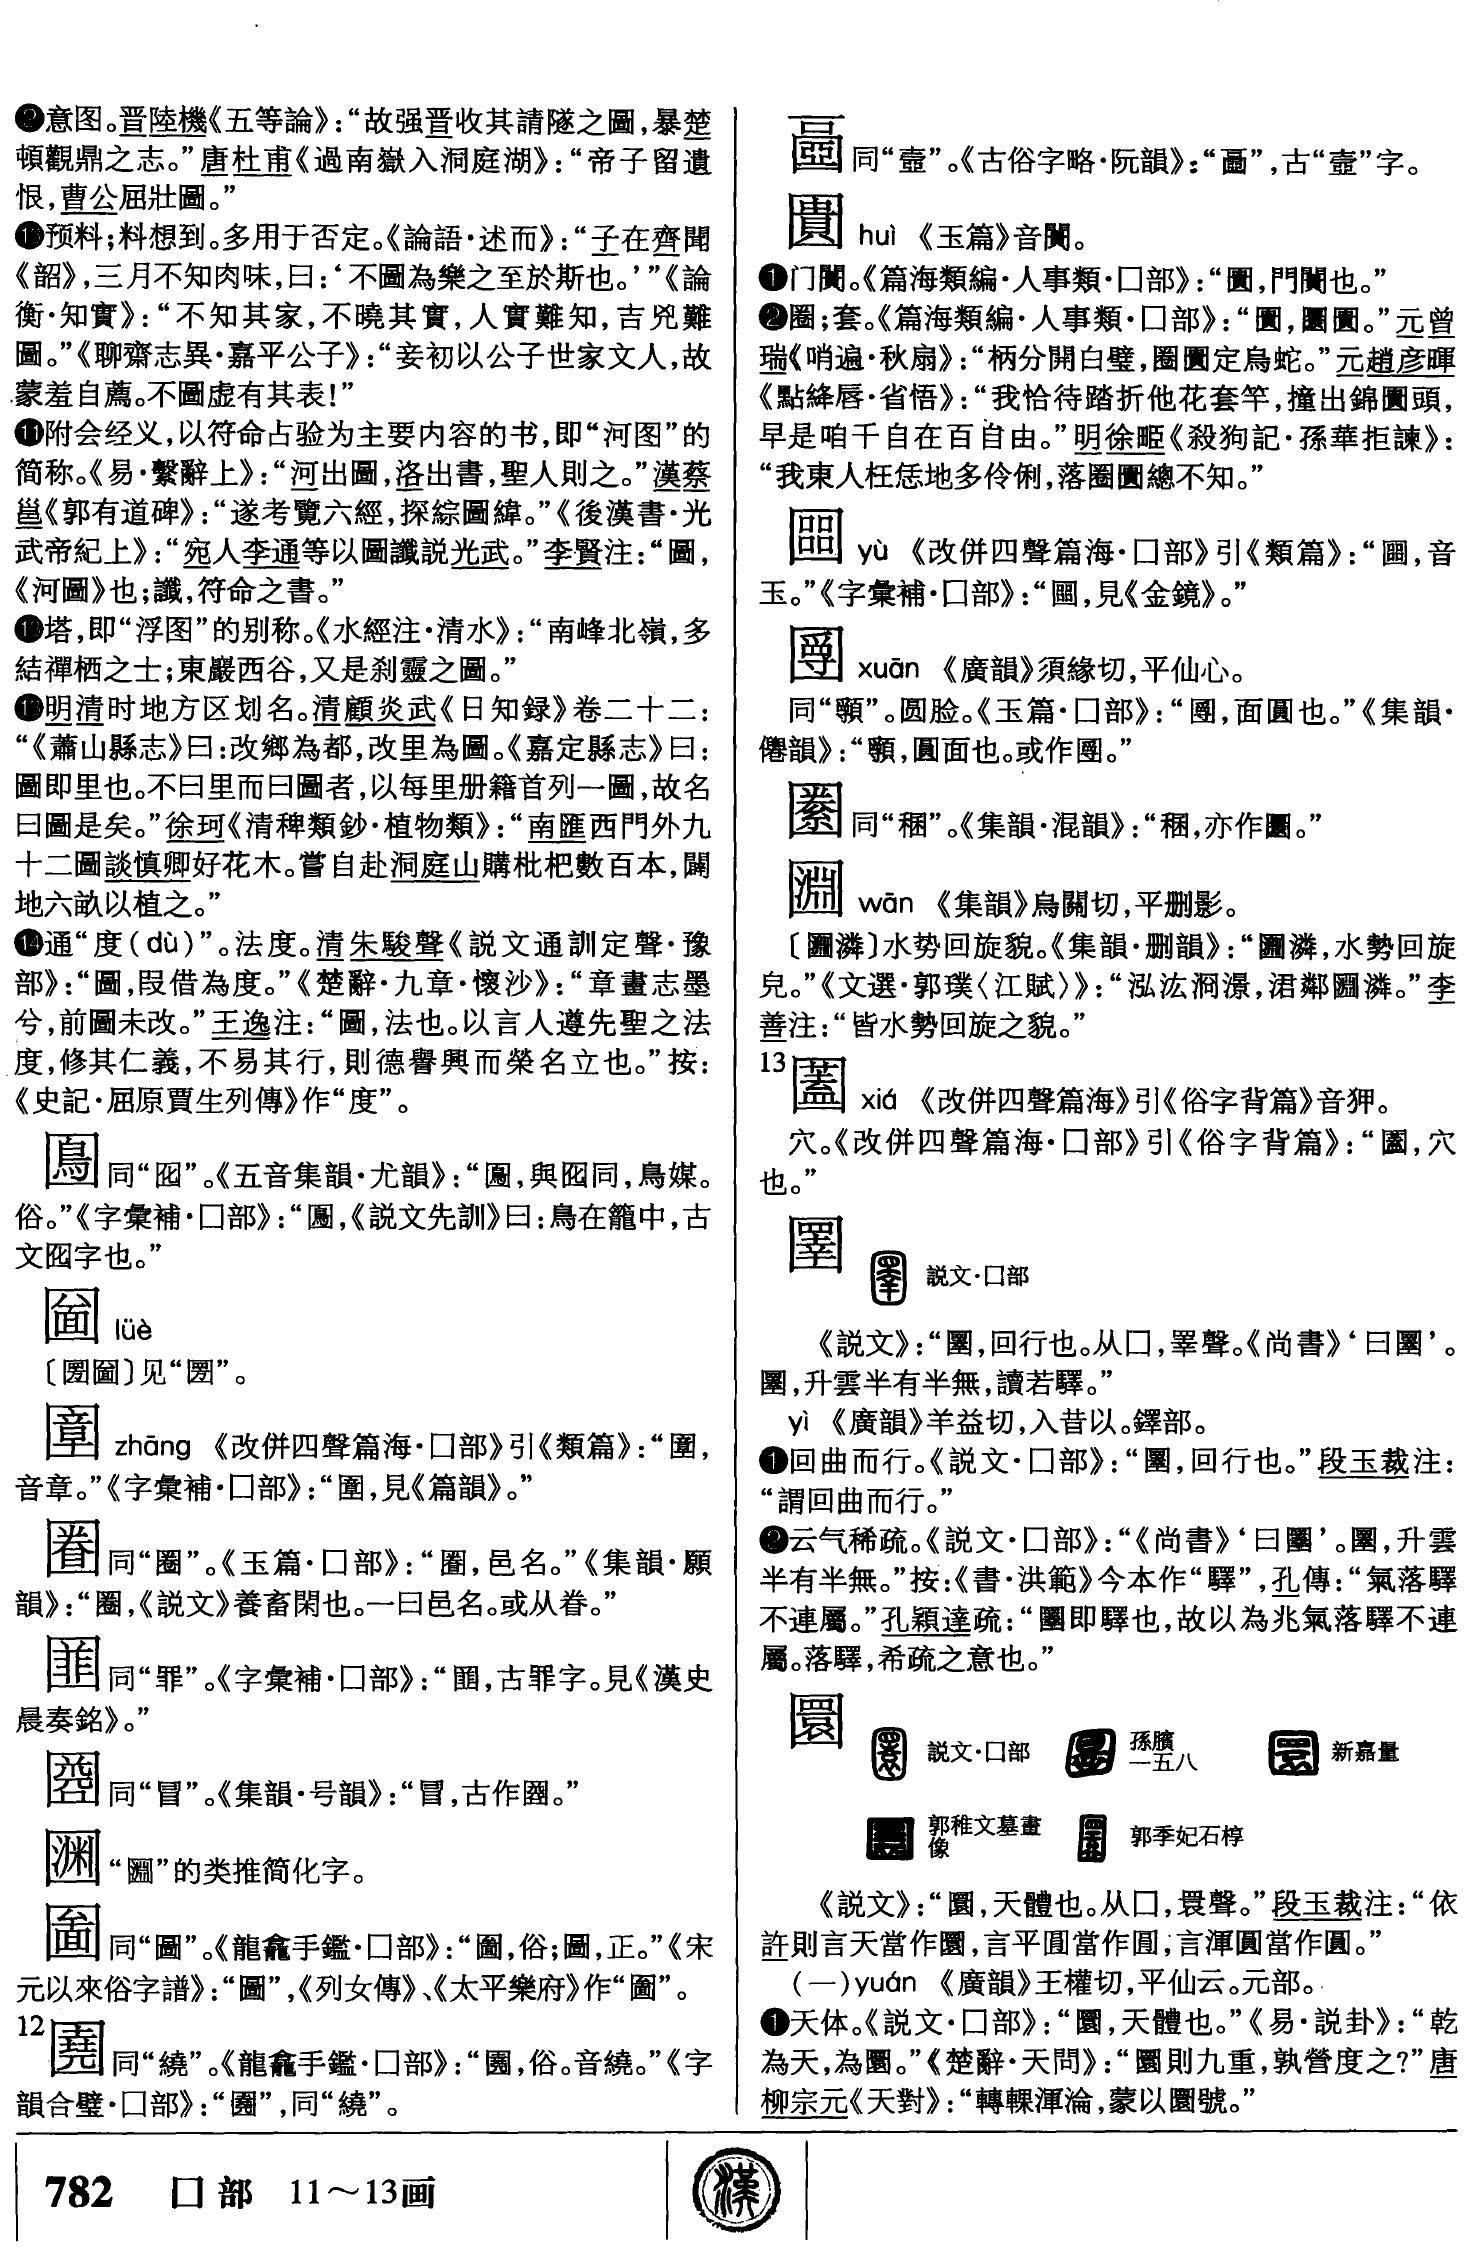 ❾意图。晋陸機《五等論》：“故强晋收其請隧之圖，暴楚
頓觀鼎之志。”唐杜甫《過南嶽入洞庭湖》：“帝子留遺
恨，曹公屈壯圖。”
❿预料；料想到。多用于否定。《論語·述而》：“子在齊聞
《韶》，三月不知肉味，曰：‘不圖為樂之至於斯也。’”《論
衡·知實》：“不知其家，不曉其實，人實難知，吉兇難
圖。”《聊齋志異·嘉平公子》：“妾初以公子世家文人，故
蒙羞自薦。不圖虚有其表！”
⓫附会经义，以符命占验为主要内容的书，即“河图”的
简称。《易·繫辭上》：“河出圖，洛出書，聖人則之。”漢蔡
邕《郭有道碑》：“遂考覽六經，探綜圖緯。”《後漢書·光
武帝紀上》：“宛人李通等以圖讖説光武。”李賢注：“圖，
《河圖》也；讖，符命之書。”
⓬塔，即“浮图”的别称。《水經注·清水》：“南峰北嶺，多
結禪栖之士；東巖西谷，又是刹靈之圖。”
⓭明清时地方区划名。清顧炎武《日知録》卷二十二：
“《蕭山縣志》曰：改鄉為都，改里為圖。《嘉定縣志》曰：
圖即里也。不曰里而曰圖者，以每里册籍首列一圖，故名
曰圖是矣。”徐珂《清稗類鈔·植物類》：“南匯西門外九
十二圖談慎卿好花木。嘗自赴洞庭山購枇杷數百本，闢
地六畝以植之。”
⓮通“度(dù)”。法度。清朱駿聲《説文通訓定聲·豫
部》：“圖，叚借為度。”《楚辭·九章·懷沙》：“章畫志墨
兮，前圖未改。”王逸注：“圖，法也。以言人遵先聖之法
度，修其仁義，不易其行，則德譽興而榮名立也。”按：
《史記·屈原賈生列傳》作“度”。
同“囮”。《五音集韻·尤韻》：“，與囮同，鳥媒。
俗。”《字彙補·囗部》：“，《説文先訓》曰：鳥在籠中，古
文囮字也。”
lüè
〔圐圙〕见“圐”。
zhāng 《改併四聲篇海·囗部》引《類篇》：“，
音章。”《字彙補·囗部》：“，見《篇韻》。”
同“圈”。《玉篇·囗部》：“，邑名。”《集韻·願
韻》：“圈，《説文》養畜閑也。一曰邑名。或从眷。”
同“罪”。《字彙補·囗部》：“，古罪字。見《漢史
晨奏銘》。”
同“冒”。《集韻·号韻》：“冒，古作。”
“”的类推简化字。
同“圖”。《龍龕手鑑·囗部》：“，俗；圖，正。”《宋
元以來俗字譜》：“圖”，《列女傳》、《太平樂府》作“”。
12
同“繞”。《龍龕手鑑·囗部》：“，俗。音繞。”《字
韻合璧·囗部》：“”，同“繞”。
同“壼”。《古俗字略·阮韻》：“”，古“壼”字。
圚 huì 《玉篇》音闠。
❶门闠。《篇海類編·人事類·囗部》：“圚，門闠也。”
❷圈；套。《篇海類編·人事類·囗部》：“圚，圚。”元曾
瑞《哨遍·秋扇》：“柄分開白璧，圈圚定烏蛇。”元趙彦暉
《點絳唇·省悟》：“我恰待踏折他花套竿，撞出錦圚頭，
早是咱千自在百自由。”明徐𤱻《殺狗記·孫華拒諫》：
“我東人枉恁地多伶俐，落圈圚總不知。”
yù 《改併四聲篇海·囗部》引《類篇》：“，音
玉。”《字彙補·囗部》：“，見《金鏡》。”
xuān 《廣韻》須緣切，平仙心。
同“”。圆脸。《玉篇·囗部》：“，面圓也。”《集韻·
僊韻》：“，圓面也。或作。”
同“稇”。《集韻·混韻》：“稇，亦作。”
wān 《集韻》烏關切，平删影。
〔潾〕水势回旋貌。《集韻·删韻》：“潾，水勢回旋
皃。”《文選·郭璞〈江賦〉》：“泓汯浻澋，涒鄰潾。”李
善注：“皆水勢回旋之貌。”
13
xiá 《改併四聲篇海》引《俗字背篇》音狎。
穴。《改併四聲篇海·囗部》引《俗字背篇》：“，穴
也。”
圛
説文·囗部
《説文》：“圛，回行也。从囗，睪聲。《尚書》‘曰圛’。
圛，升雲半有半無，讀若驛。”
yì 《廣韻》羊益切，入昔以。鐸部。
❶回曲而行。《説文·囗部》：“圛，回行也。”段玉裁注：
“謂回曲而行。”
❷云气稀疏。《説文·囗部》：“《尚書》‘曰圛’。圛，升雲
半有半無。”按：《書·洪範》今本作“驛”，孔傳：“氣落驛
不連屬。”孔穎達疏：“圛即驛也，故以為兆氣落驛不連
屬。落驛，希疏之意也。”
圜
説文·囗部 孫臏一五八 新嘉量
郭稚文墓畫像 郭季妃石椁
《説文》：“圜，天體也。从囗，瞏聲。”段玉裁注：“依
許則言天當作圜，言平圓當作圆，言渾圓當作圓。”
(一)yuán 《廣韻》王權切，平仙云。元部。
❶天体。《説文·囗部》：“圜，天體也。”《易·説卦》：“乾
為天，為圜。”《楚辭·天問》：“圜則九重，孰營度之？”唐
柳宗元《天對》：“轉輠渾淪，蒙以圜號。”
782 囗部 11～13画
漢